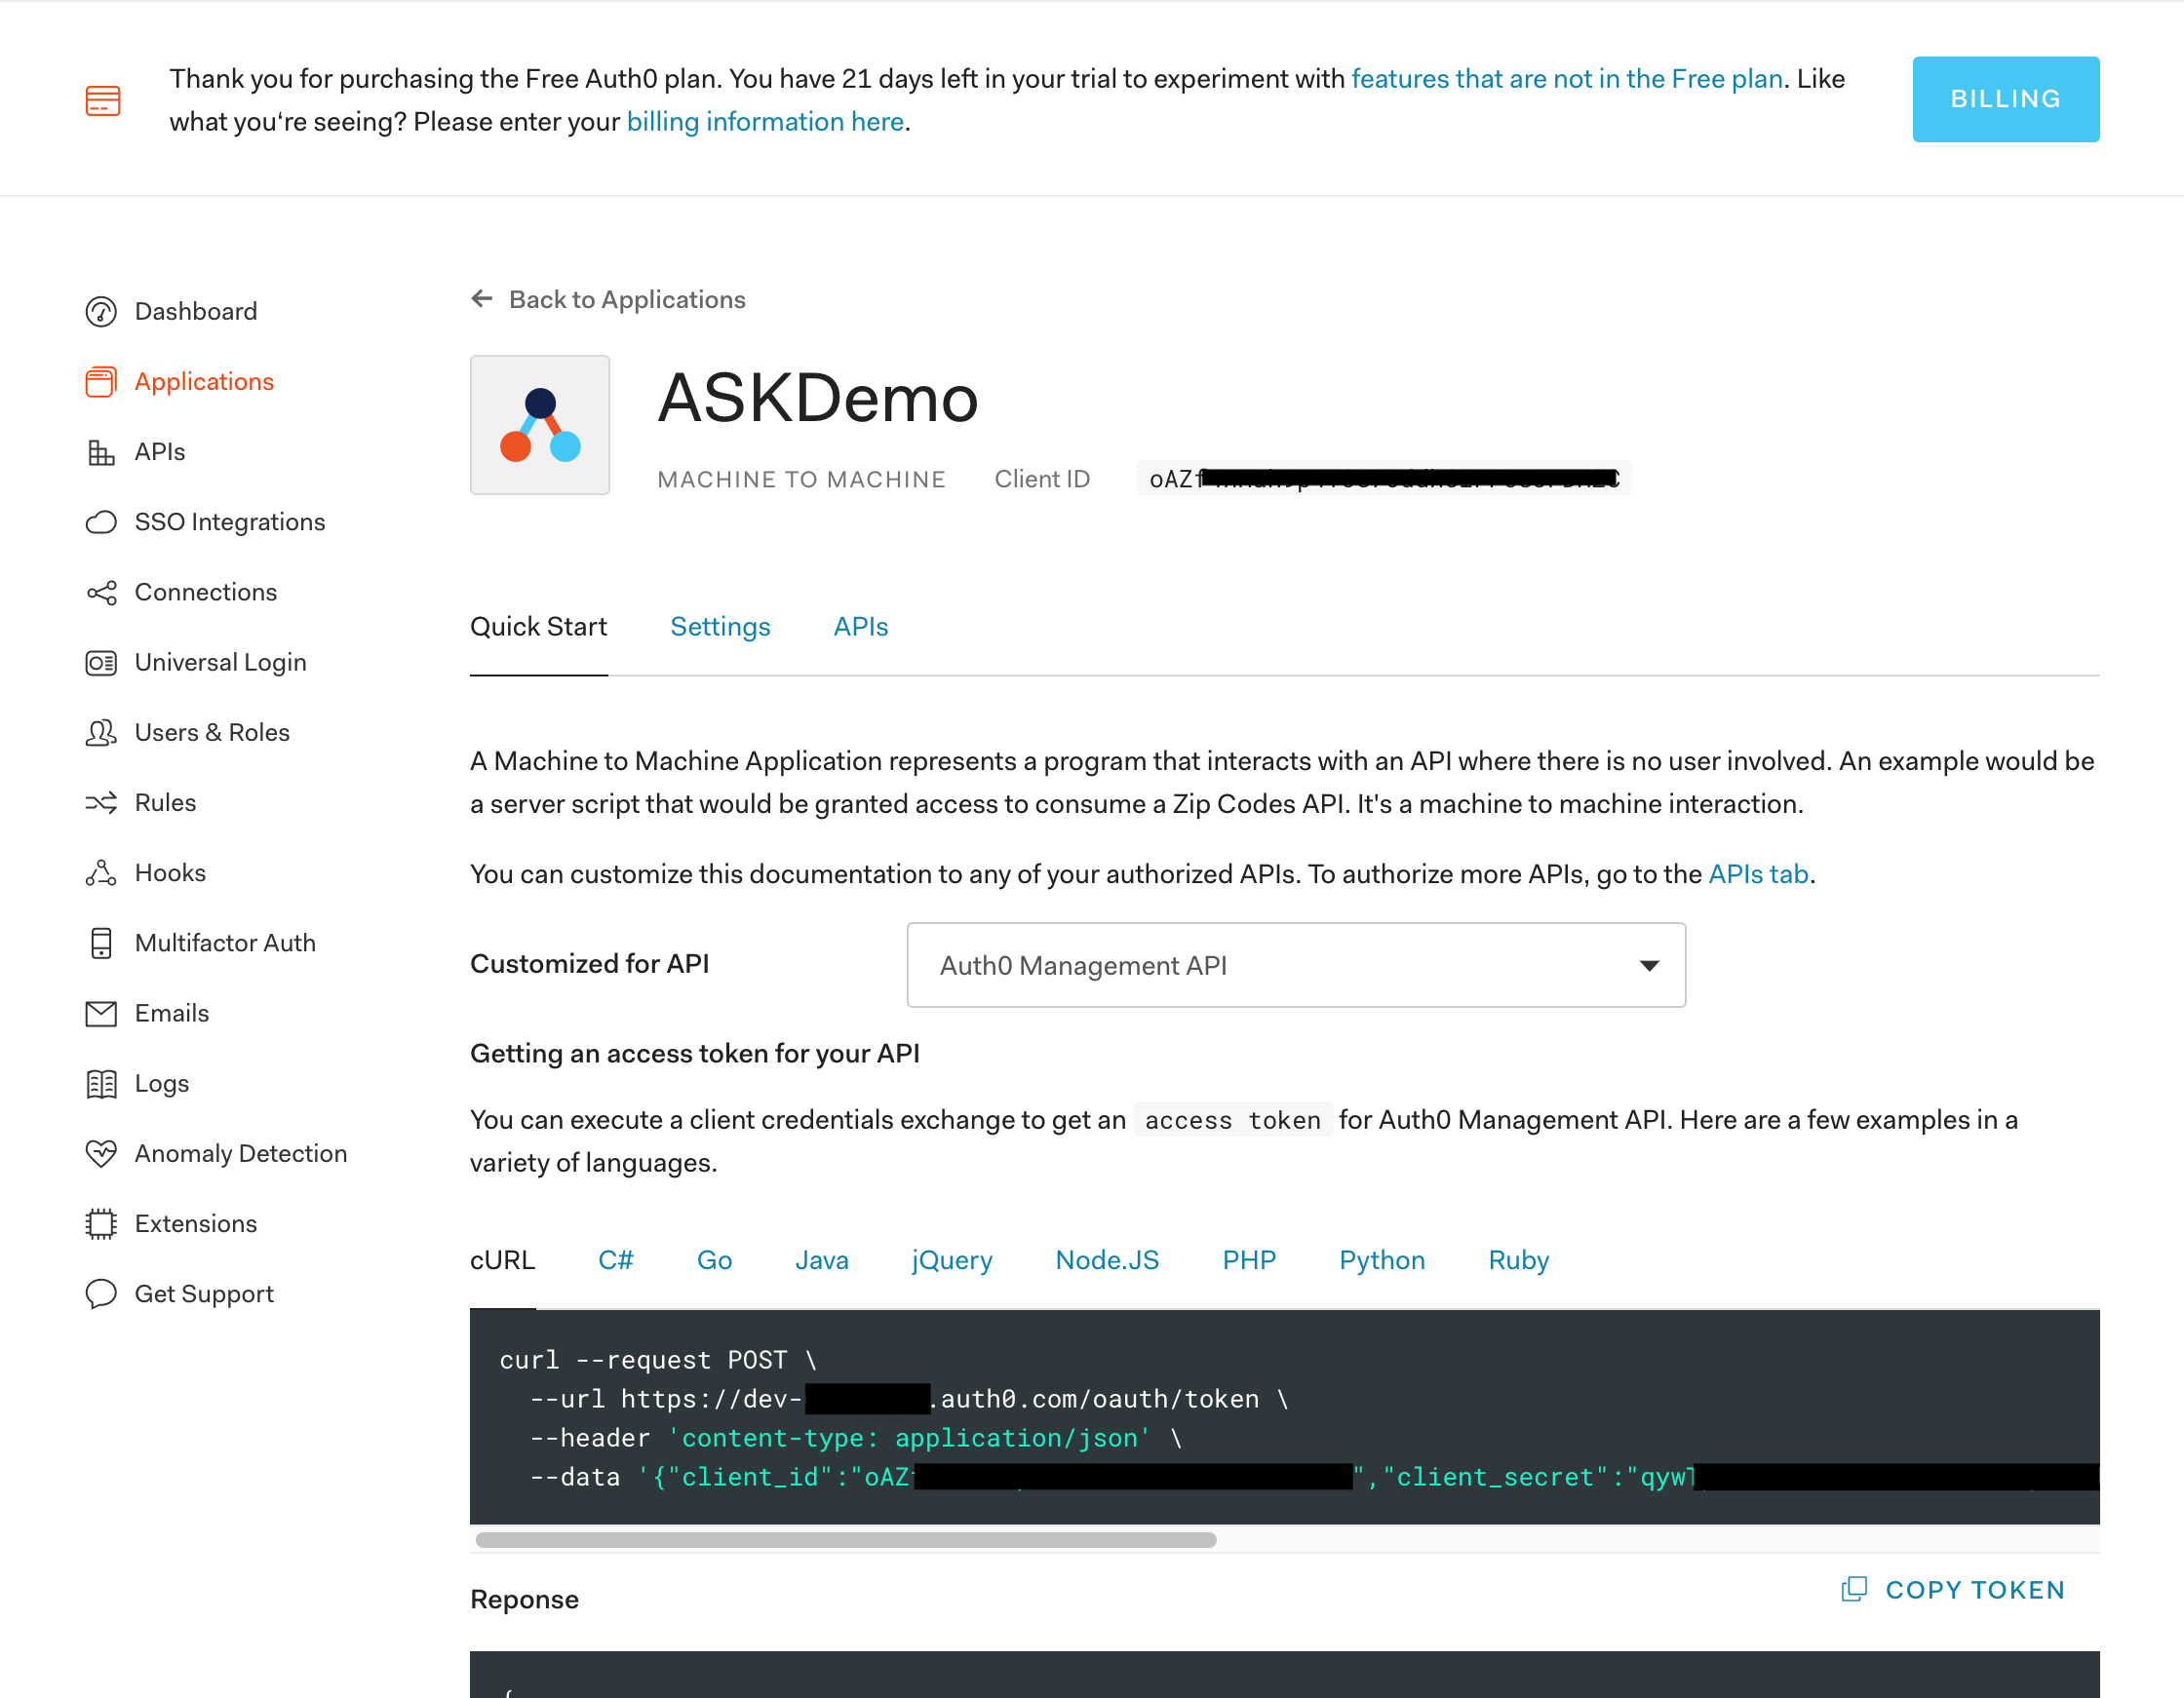 Thank you for purchasing the Free Auth0 plan. You have 21 days left in your trial to experiment with features that are not in the Free plan. Like
what you‘re seeing? Please enter your billing information here.
BILLING
Dashboard
Applications
APIs
SSO Integrations
Connections
Universal Login
Users & Roles
Rules
Hooks
Multifactor Auth
Emails
Logs
Anomaly Detection
Extensions
Get Support
← Back to Applications
ASKDemo
MACHINE TO MACHINE Client ID oAZf
Quick Start Settings APIs
A Machine to Machine Application represents a program that interacts with an API where there is no user involved. An example would be
a server script that would be granted access to consume a Zip Codes API. It's a machine to machine interaction.
You can customize this documentation to any of your authorized APIs. To authorize more APIs, go to the APIs tab.
Customized for API Auth0 Management API
Getting an access token for your API
You can execute a client credentials exchange to get an access token for Auth0 Management API. Here are a few examples in a
variety of languages.
cURL C# Go Java jQuery Node.JS PHP Python Ruby
curl --request POST \
--url https://dev- .auth0.com/oauth/token \
--header 'content-type: application/json' \
--data '{"client_id":"oAZ ","client_secret":"qywT
Reponse
COPY TOKEN
{